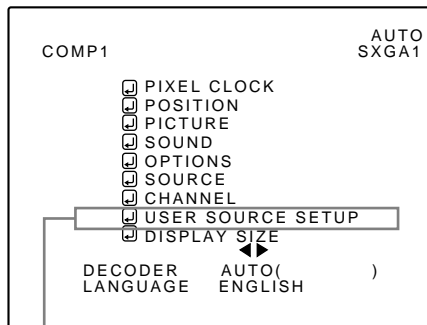 AUTO
COMP1 SXGA1
PIXEL CLOCK
POSITION
PICTURE
SOUND
OPTIONS
SOURCE
CHANNEL
USER SOURCE SETUP
DISPLAY SIZE
DECODER AUTO( )
LANGUAGE ENGLISH